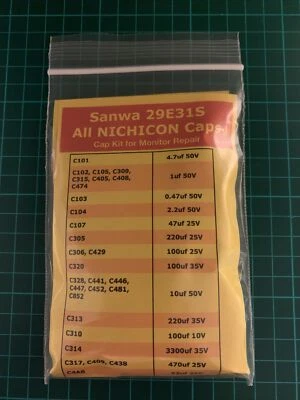 Sanwa 29E31S
All NICHICON Caps
Cap Kit for Monitor Repair
C101 4.7uf 50V
C102, C105, C309,
C315, C405, C408,
C474 1uf 50V
C103 0.47uf 50V
C104 2.2uf 50V
C107 47uf 25V
C305 220uf 25V
C306, C429 100uf 25V
C320 100uf 35V
C328, C441, C446,
C447, C452, C481,
C852 10uf 50V
C313 220uf 35V
C310 100uf 10V
C314 3300uf 35V
C317, C409, C438 470uf 25V